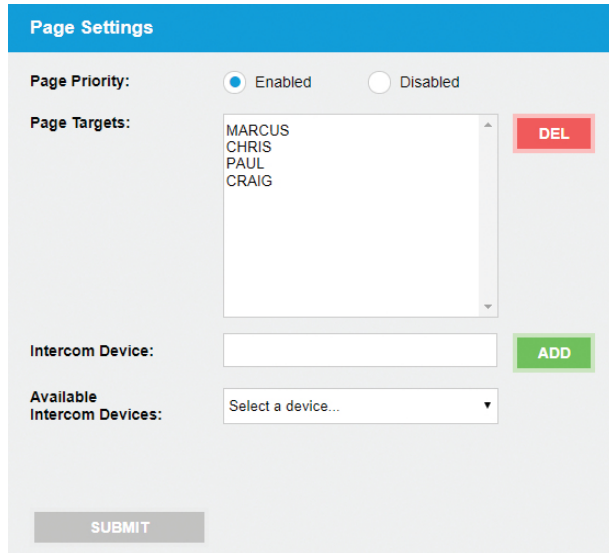 Page Settings
Page Priority: Enabled Disabled
Page Targets:
MARCUS
CHRIS
PAUL
CRAIG
DEL
Intercom Device:
ADD
Available
Intercom Devices:
Select a device...
SUBMIT